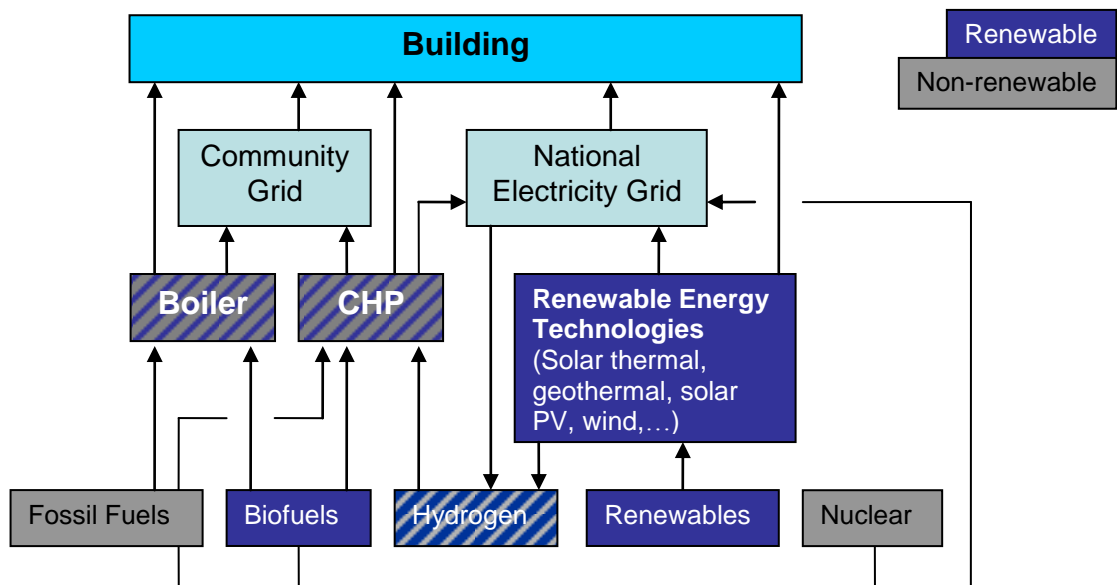 Building
Renewable
Non-renewable
Community
Grid
National
Electricity Grid
Boiler
CHP
Renewable Energy
Technologies
(Solar thermal,
geothermal, solar
PV, wind,…)
Fossil Fuels
Biofuels
Hydrogen
Renewables
Nuclear